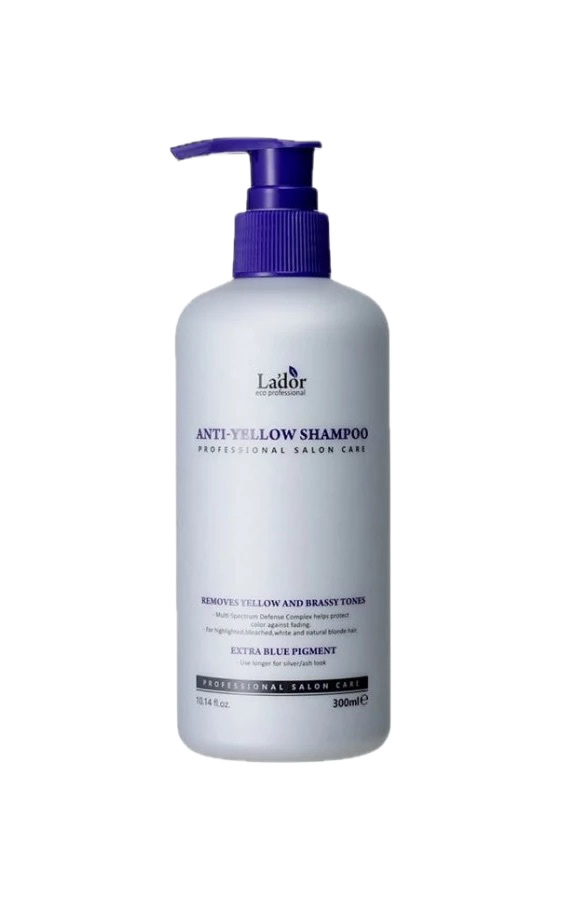 La'dor
eco professional
ANTI-YELLOW SHAMPOO
PROFESSIONAL SALON CARE
REMOVES YELLOW AND BRASSY TONES
- Multi Spectrum Defense Complex helps protect
color against fading.
- For highlighted,bleached,white and natural blonde hair
EXTRA BLUE PIGMENT
- Use longer for silver/ash look
PROFESSIONAL SALON CARE
10.14 fl.oz. 300ml℮